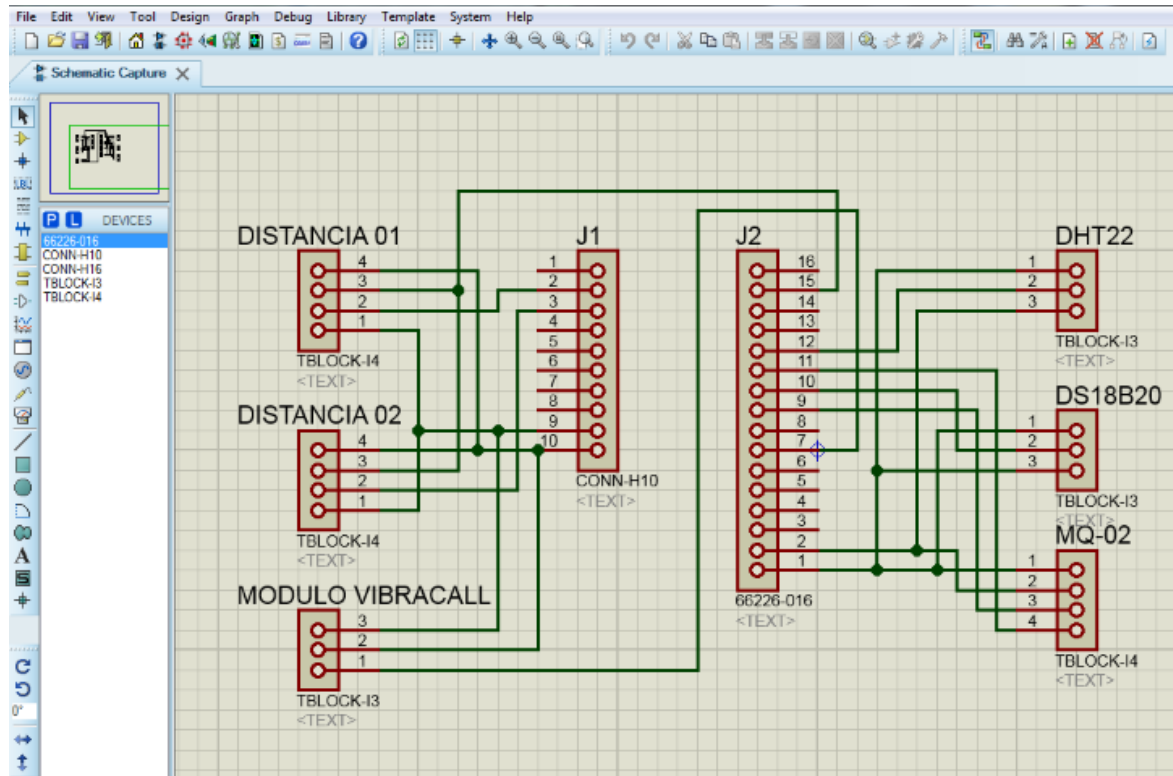 File Edit View Tool Design Graph Debug Library Template System Help
Schematic Capture
P L DEVICES
66226-016
CONN-H10
CONN-H16
TBLOCK-I3
TBLOCK-I4
0°
DISTANCIA 01
4
3
2
1
TBLOCK-I4
<TEXT>
DISTANCIA 02
4
3
2
1
TBLOCK-I4
<TEXT>
MODULO VIBRACALL
3
2
1
TBLOCK-I3
<TEXT>
J1
1
2
3
4
5
6
7
8
9
10
CONN-H10
<TEXT>
J2
16
15
14
13
12
11
10
9
8
7
6
5
4
3
2
1
66226-016
<TEXT>
DHT22
1
2
3
TBLOCK-I3
<TEXT>
DS18B20
1
2
3
TBLOCK-I3
<TEXT>
MQ-02
1
2
3
4
TBLOCK-I4
<TEXT>